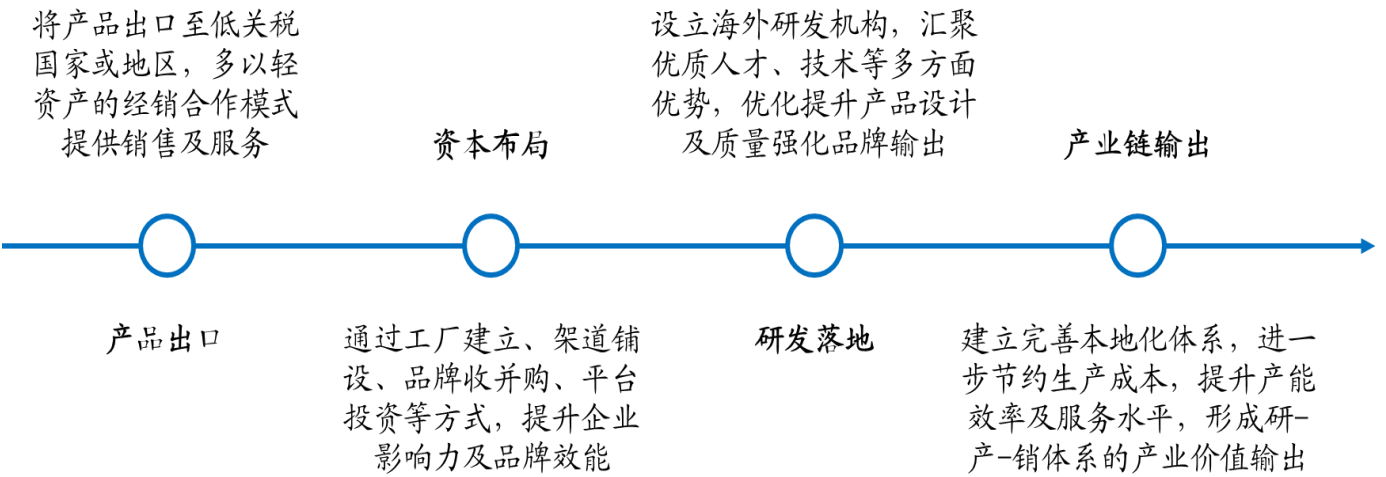 将产品出口至低关税
国家或地区，多以轻
资产的经销合作模式
提供销售及服务
产品出口
资本布局
通过工厂建立、架道铺
设、品牌收并购、平台
投资等方式，提升企业
影响力及品牌效能
设立海外研发机构，汇聚
优质人才、技术等多方面
优势，优化提升产品设计
及质量强化品牌输出
研发落地
产业链输出
建立完善本地化体系，进一
步节约生产成本，提升产能
效率及服务水平，形成研-
产-销体系的产业价值输出